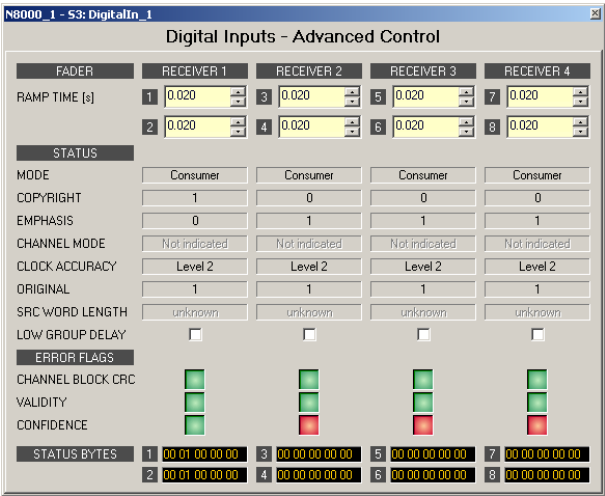 N8000_1 - S3: DigitalIn_1
Digital Inputs - Advanced Control
FADER RECEIVER 1 RECEIVER 2 RECEIVER 3 RECEIVER 4
RAMP TIME [s] 1 0.020 3 0.020 5 0.020 7 0.020
2 0.020 4 0.020 6 0.020 8 0.020
STATUS
MODE Consumer Consumer Consumer Consumer
COPYRIGHT 1 0 0 0
EMPHASIS 0 1 1 1
CHANNEL MODE Not indicated Not indicated Not indicated Not indicated
CLOCK ACCURACY Level 2 Level 2 Level 2 Level 2
ORIGINAL 1 1 1 1
SRC WORD LENGTH unknown unknown unknown unknown
LOW GROUP DELAY
ERROR FLAGS
CHANNEL BLOCK CRC
VALIDITY
CONFIDENCE
STATUS BYTES 1 00 01 00 00 00 3 00 00 00 00 00 5 00 00 00 00 00 7 00 00 00 00 00
2 00 01 00 00 00 4 00 00 00 00 00 6 00 00 00 00 00 8 00 00 00 00 00